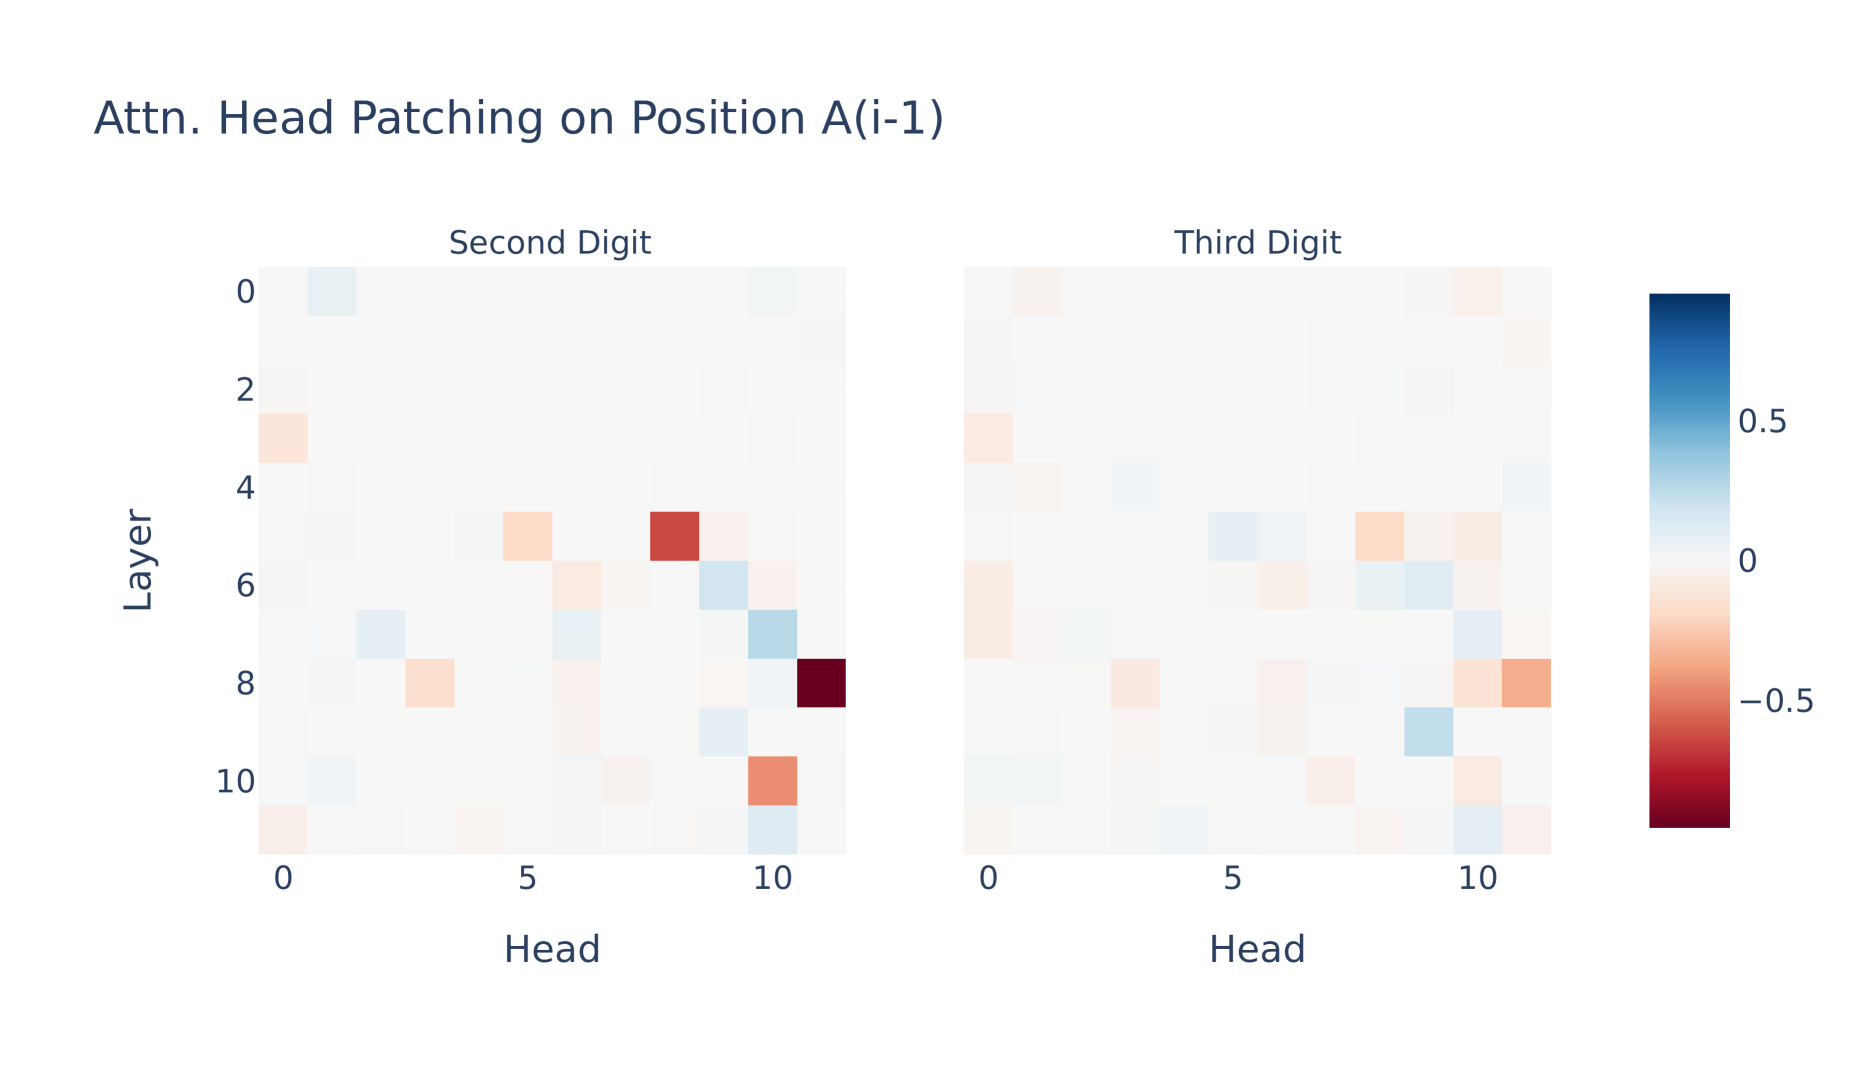 Attn. Head Patching on Position A(i-1)
Second Digit
Third Digit
Layer
0
2
4
6
8
10
0
5
10
0
5
10
Head
Head
0.5
0
−0.5